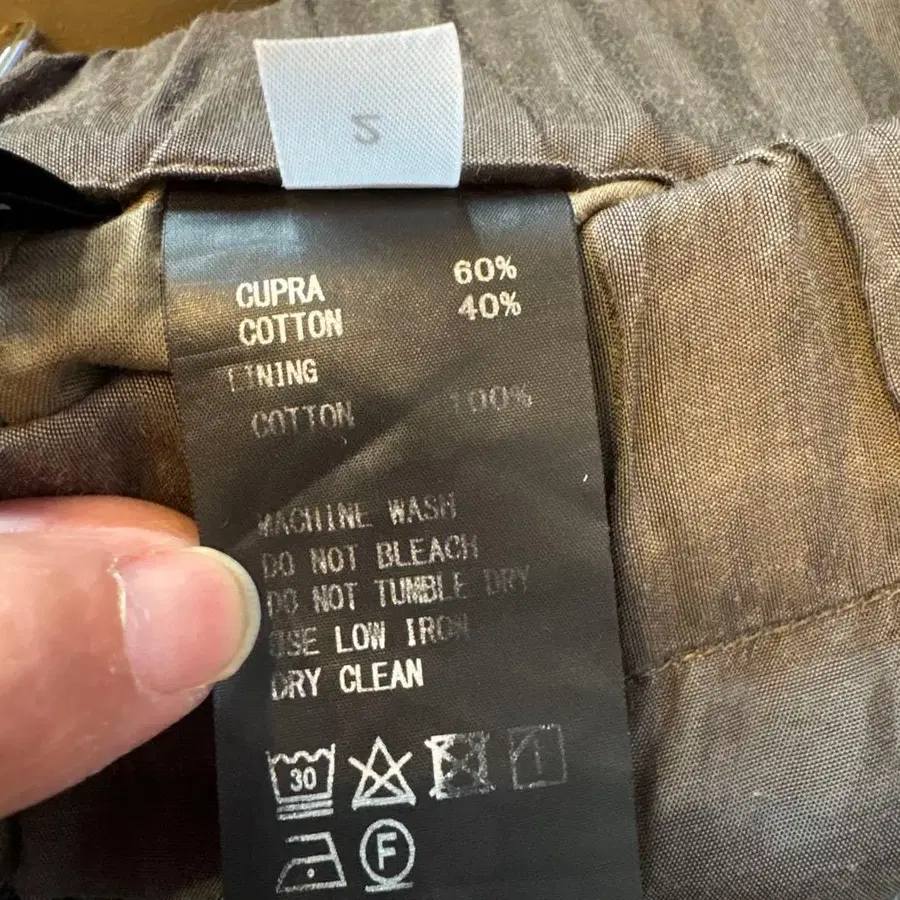 2
CUPRA 60%
COTTON 40%
LINING
COTTON 100%
MACHINE WASH
DO NOT BLEACH
DO NOT TUMBLE DRY
USE LOW IRON
DRY CLEAN
30
F